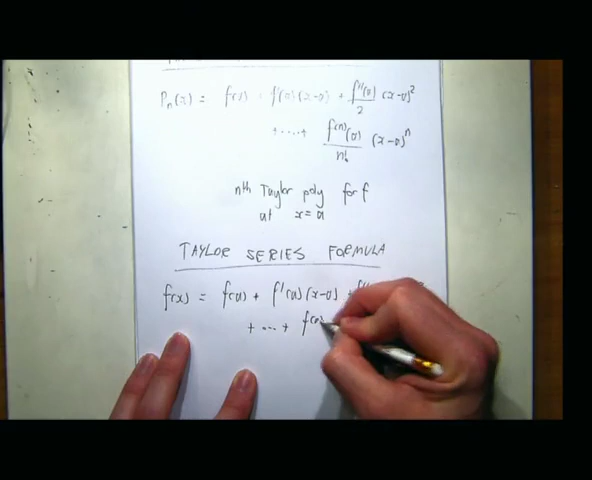 Pₙ(x) = f(a) + f'(a)(x-a) + f''(a)/2 (x-a)²
+ ..... + f⁽ⁿ⁾(a)/n! (x-a)ⁿ
nth Taylor poly for f
at x=a
TAYLOR SERIES FORMULA
f(x) = f(a) + f'(a)(x-a) +
+ ... +